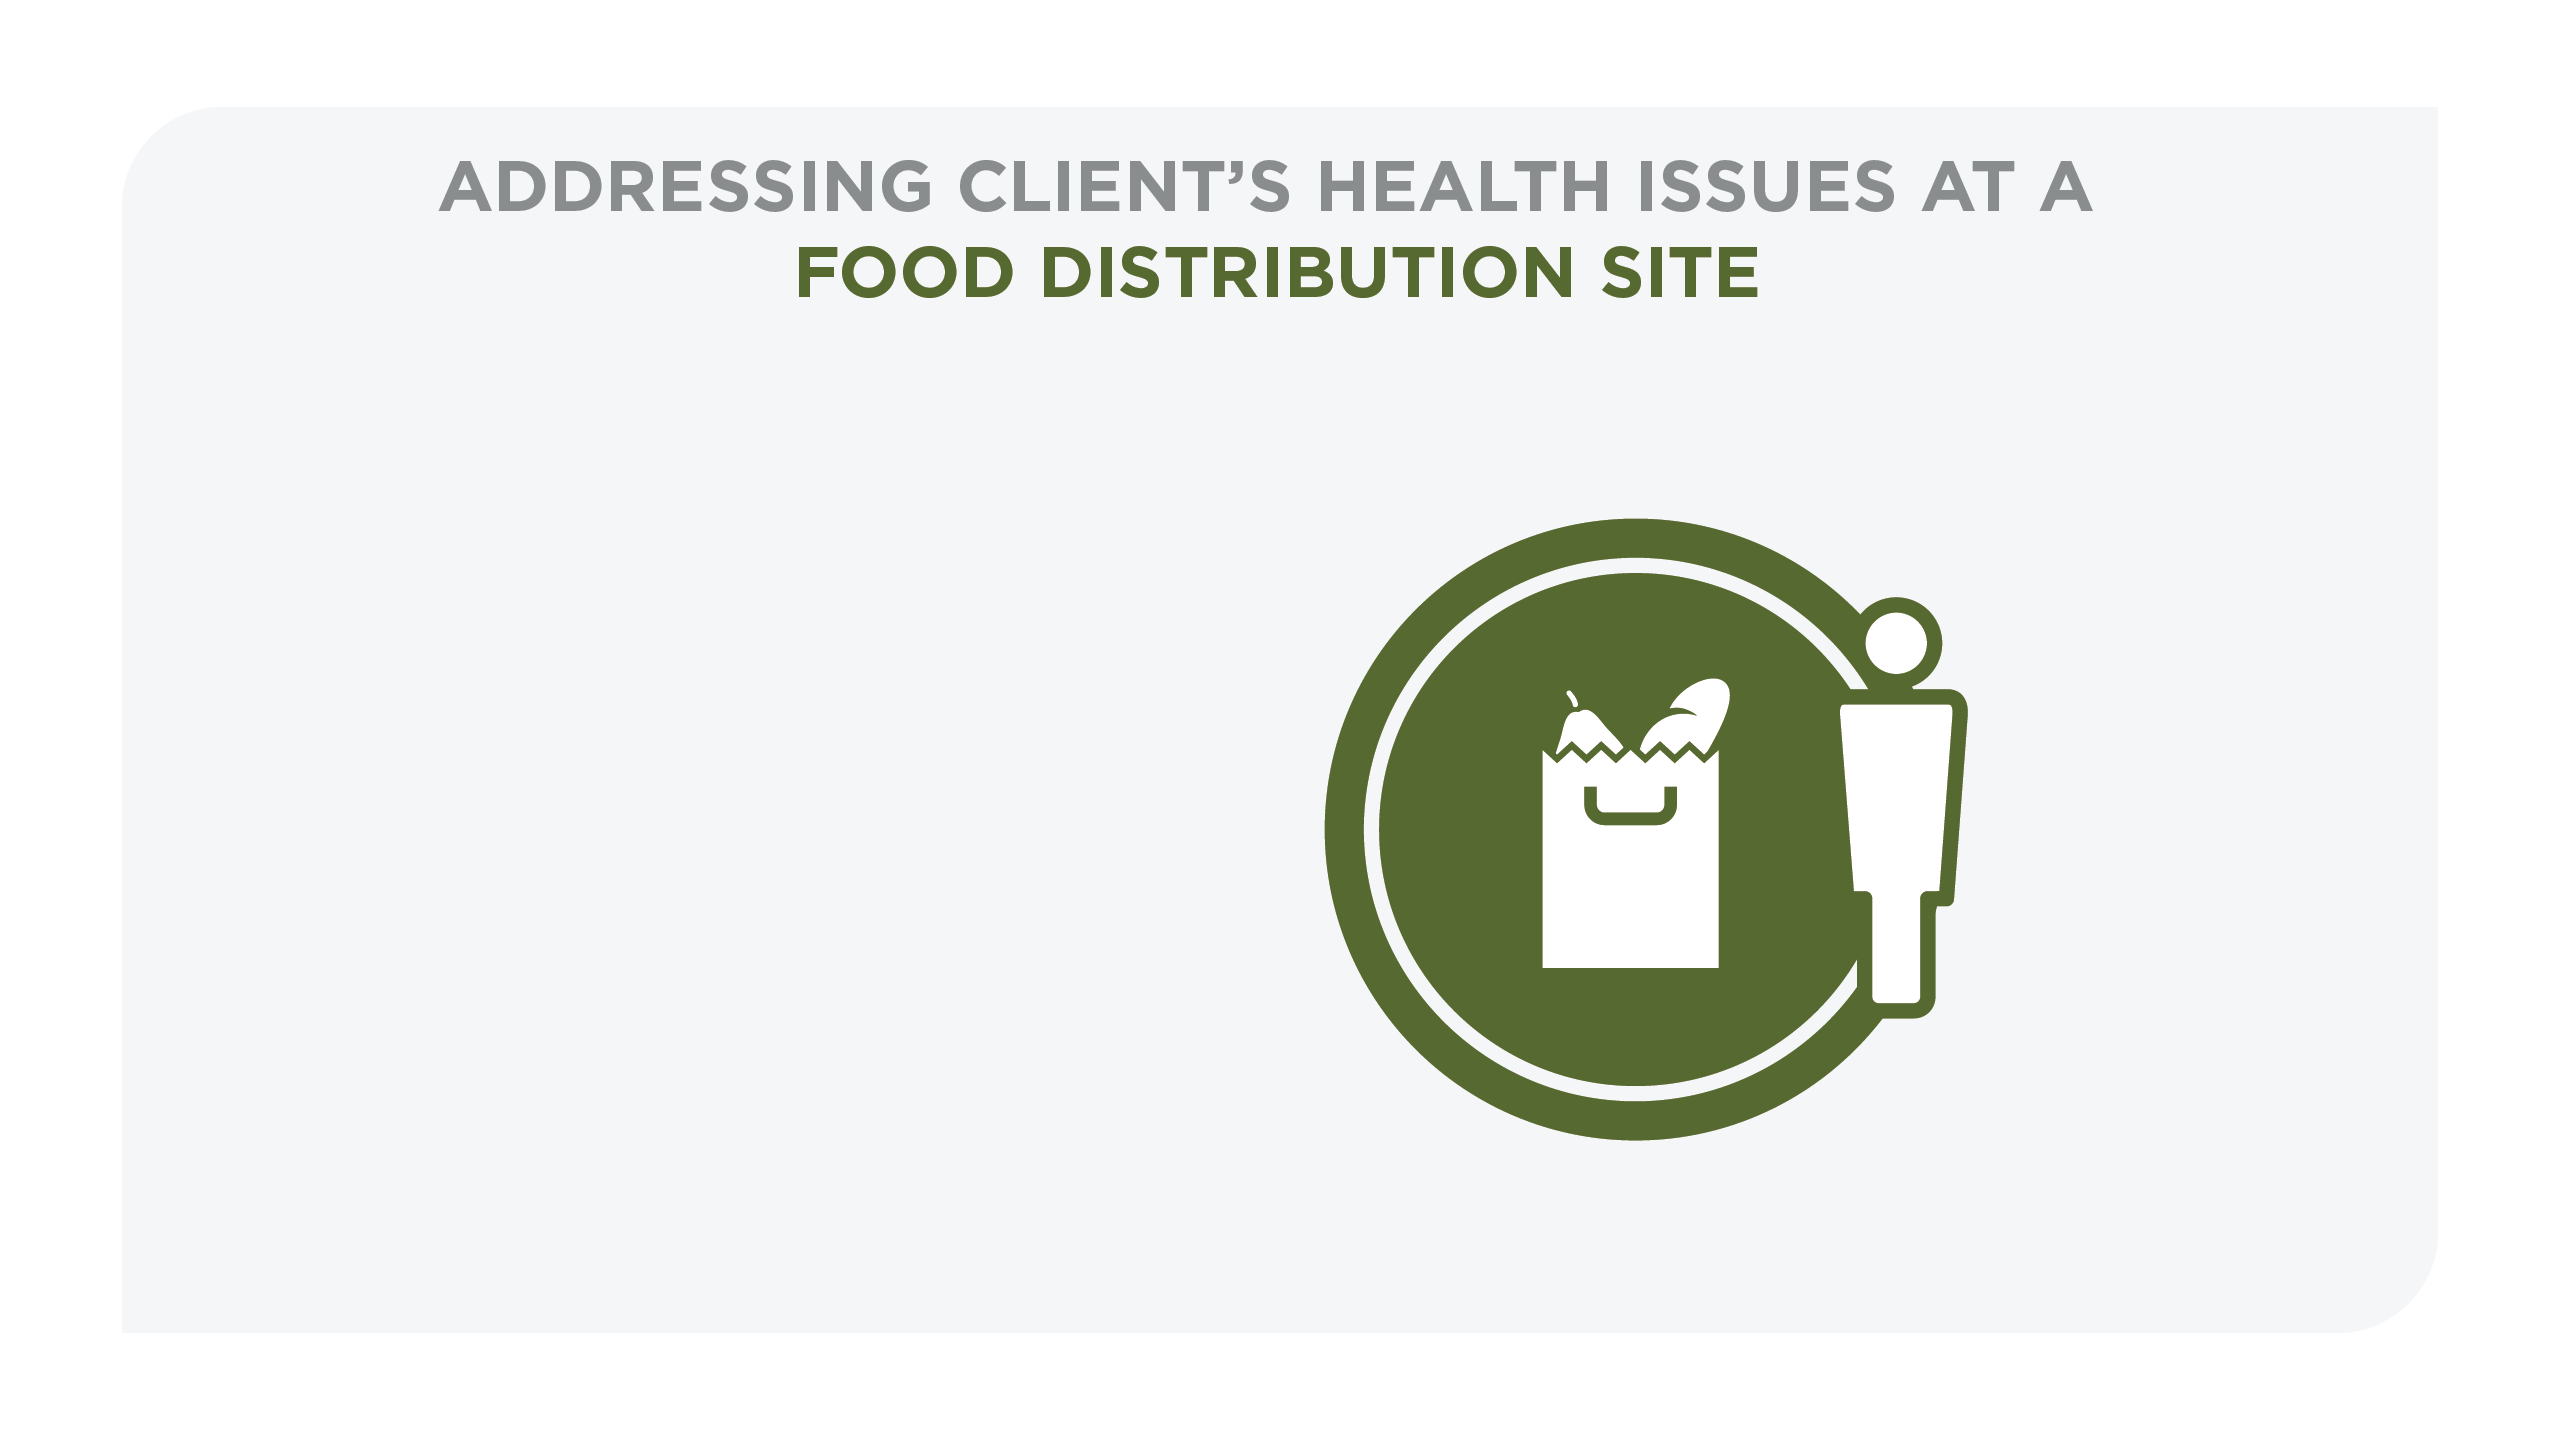 ADDRESSING CLIENT’S HEALTH ISSUES AT A
FOOD DISTRIBUTION SITE